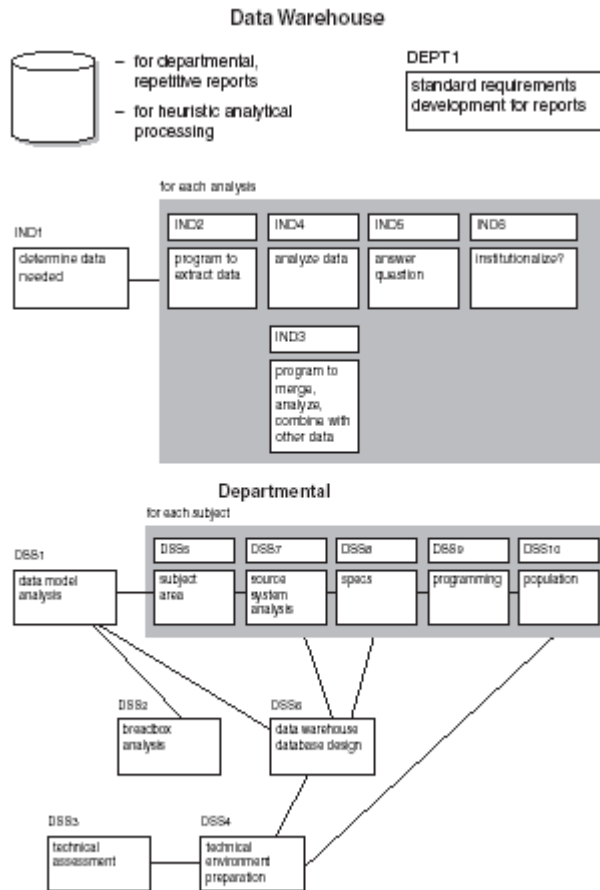 Data Warehouse
– for departmental,
repetitive reports
– for heuristic analytical
processing
DEPT1
standard requirements
development for reports
for each analysis
IND1
determine data
needed
IND2
program to
extract data
IND4
analyze data
IND5
answer
question
IND6
institutionalize?
IND3
program to
merge,
analyze,
combine with
other data
Departmental
for each subject
DSS1
data model
analysis
DSS5
subject
area
DSS7
source
system
analysis
DSS8
specs
DSS9
programming
DSS10
population
DSS2
breadbox
analysis
DSS6
data warehouse
database design
DSS3
technical
assessment
DSS4
technical
environment
preparation